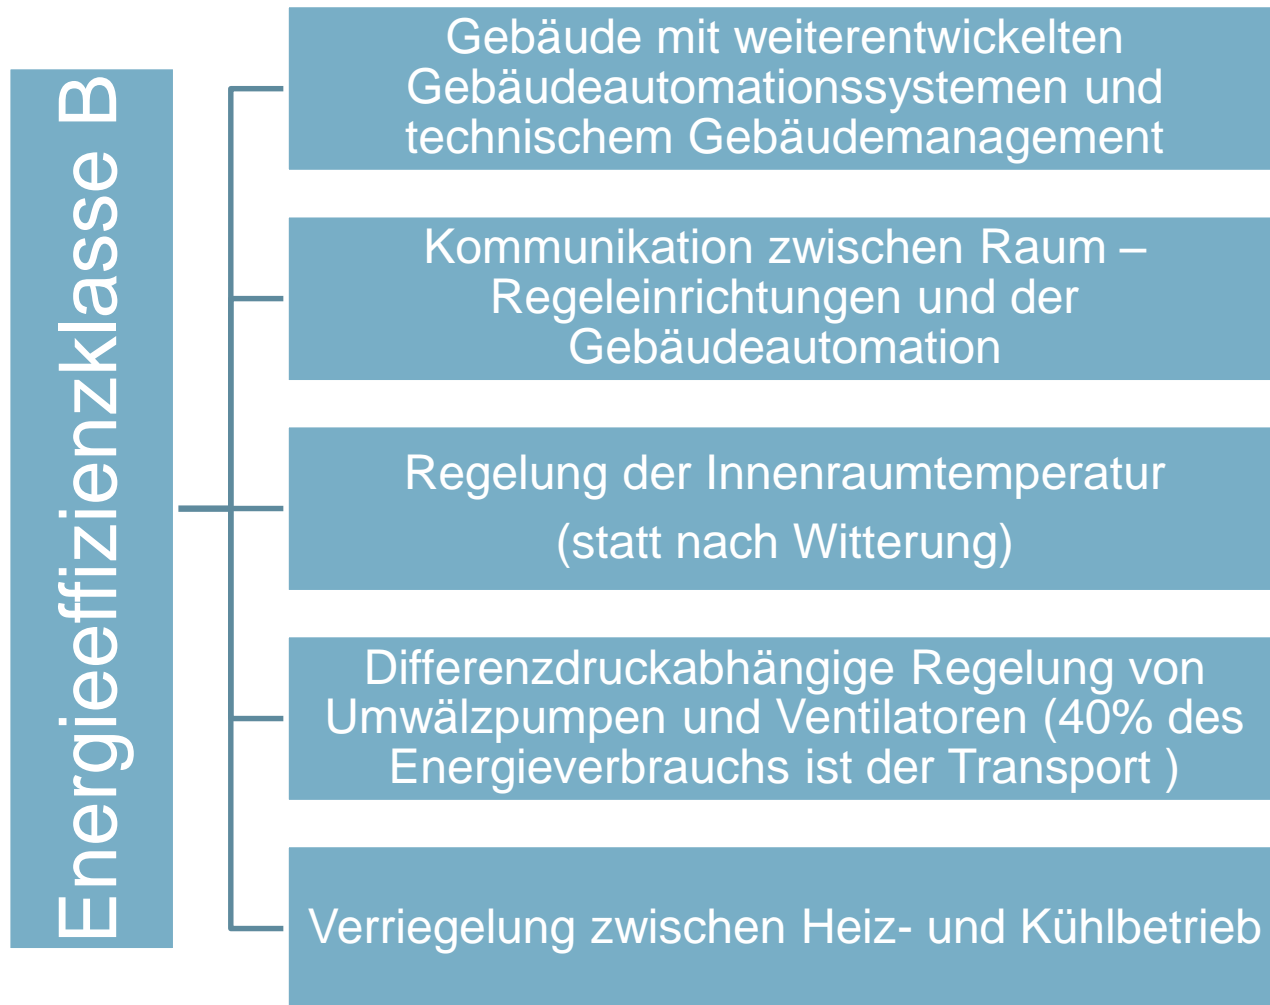 Energieeffizienzklasse B
Gebäude mit weiterentwickelten
Gebäudeautomationssystemen und
technischem Gebäudemanagement
Kommunikation zwischen Raum –
Regeleinrichtungen und der
Gebäudeautomation
Regelung der Innenraumtemperatur
(statt nach Witterung)
Differenzdruckabhängige Regelung von
Umwälzpumpen und Ventilatoren (40% des
Energieverbrauchs ist der Transport )
Verriegelung zwischen Heiz- und Kühlbetrieb